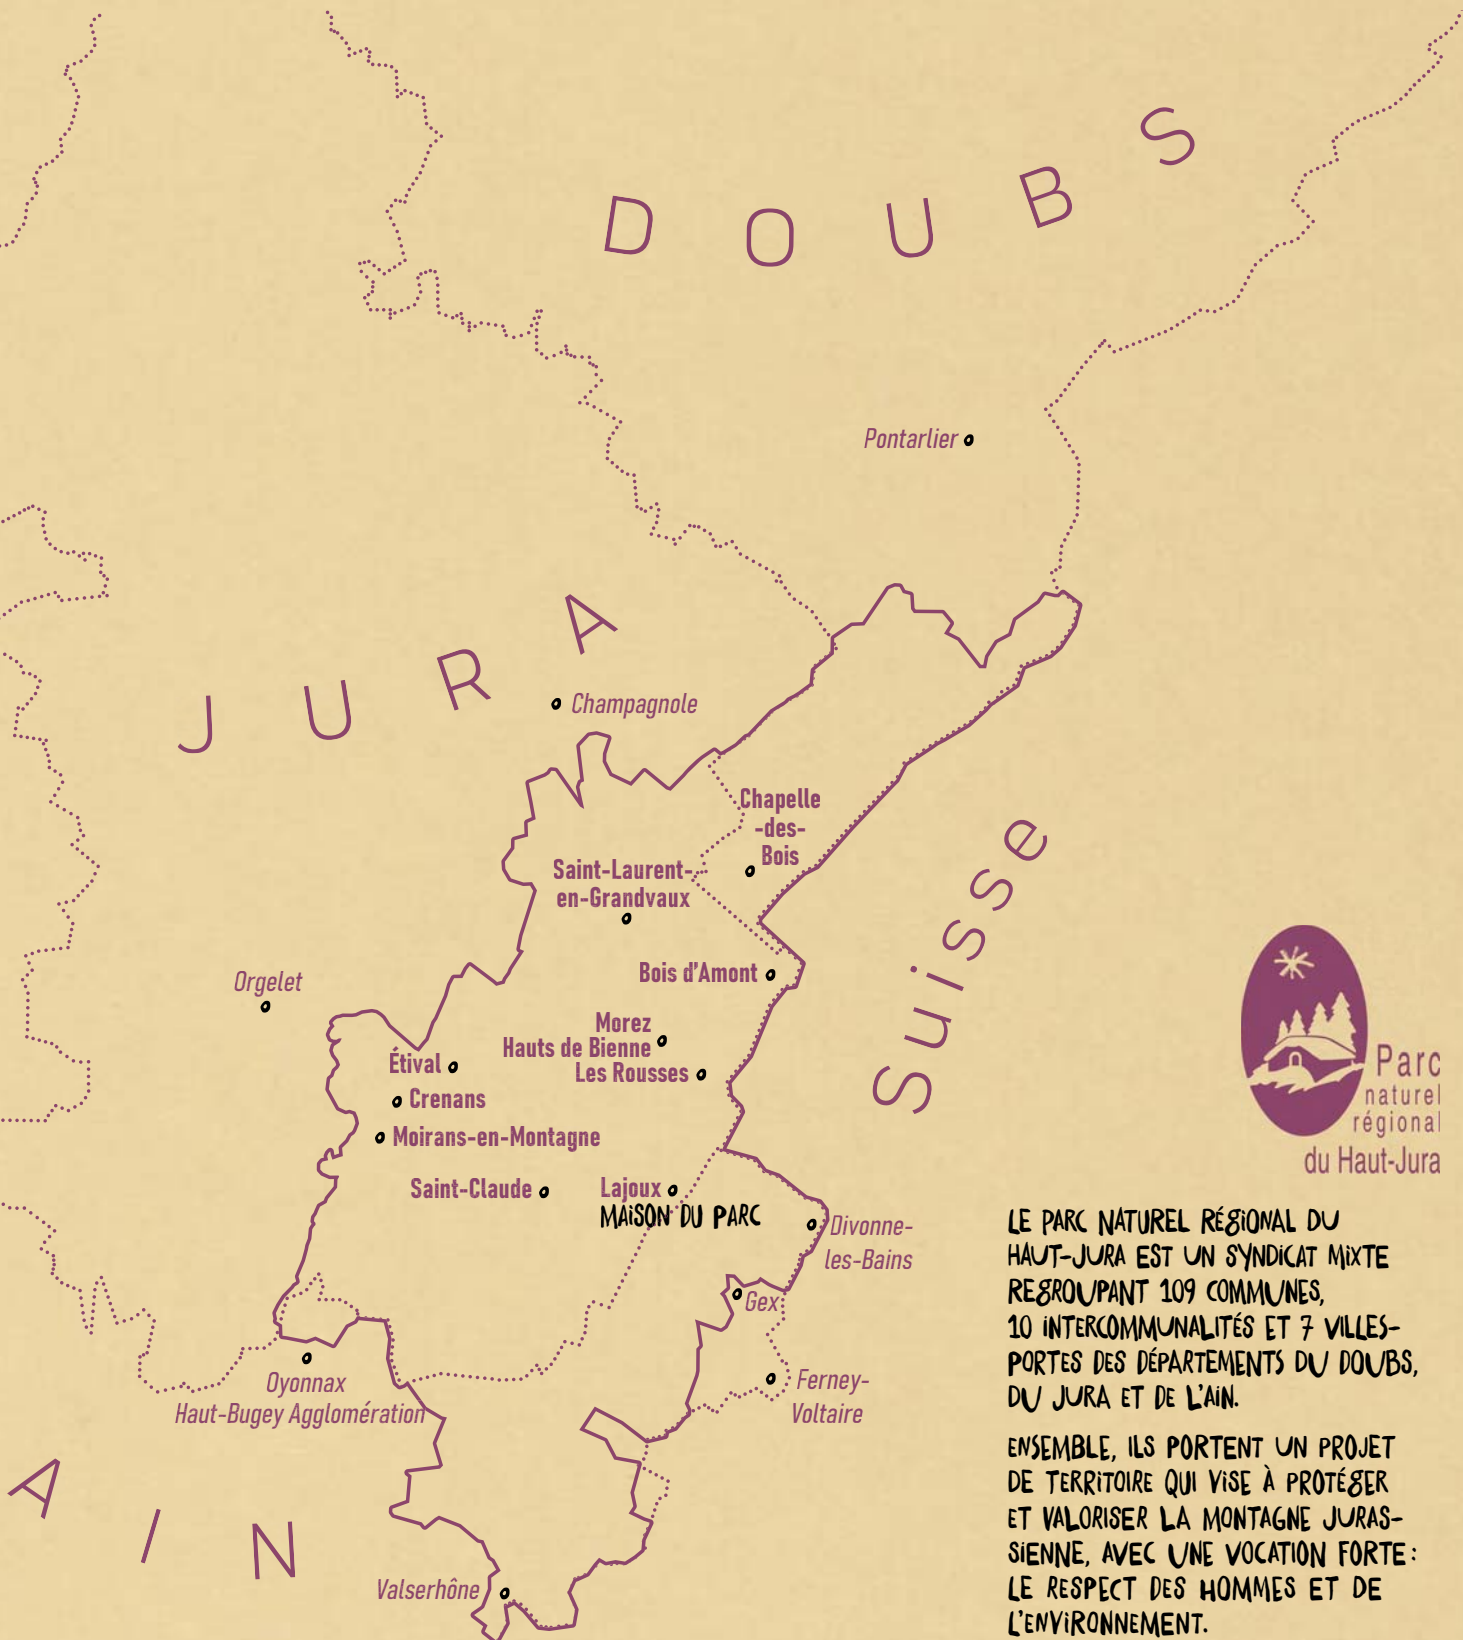 DOUBS
Pontarlier
JURA
Champagnole
Chapelle
-des-
Bois
Saint-Laurent-
en-Grandvaux
Suisse
Orgelet
Bois d'Amont
Morez
Hauts de Bienne
Les Rousses
Étival
Crenans
Moirans-en-Montagne
Saint-Claude
Lajoux
MAISON DU PARC
Divonne-
les-Bains
Gex
Oyonnax
Haut-Bugey Agglomération
Ferney-
Voltaire
AIN
Valserhône
Parc
naturel
régional
du Haut-Jura
LE PARC NATUREL RÉGIONAL DU
HAUT-JURA EST UN SYNDICAT MIXTE
REGROUPANT 109 COMMUNES,
10 INTERCOMMUNALITÉS ET 7 VILLES-
PORTES DES DÉPARTEMENTS DU DOUBS,
DU JURA ET DE L'AIN.
ENSEMBLE, ILS PORTENT UN PROJET
DE TERRITOIRE QUI VISE À PROTÉGER
ET VALORISER LA MONTAGNE JURAS-
SIENNE, AVEC UNE VOCATION FORTE :
LE RESPECT DES HOMMES ET DE
L'ENVIRONNEMENT.